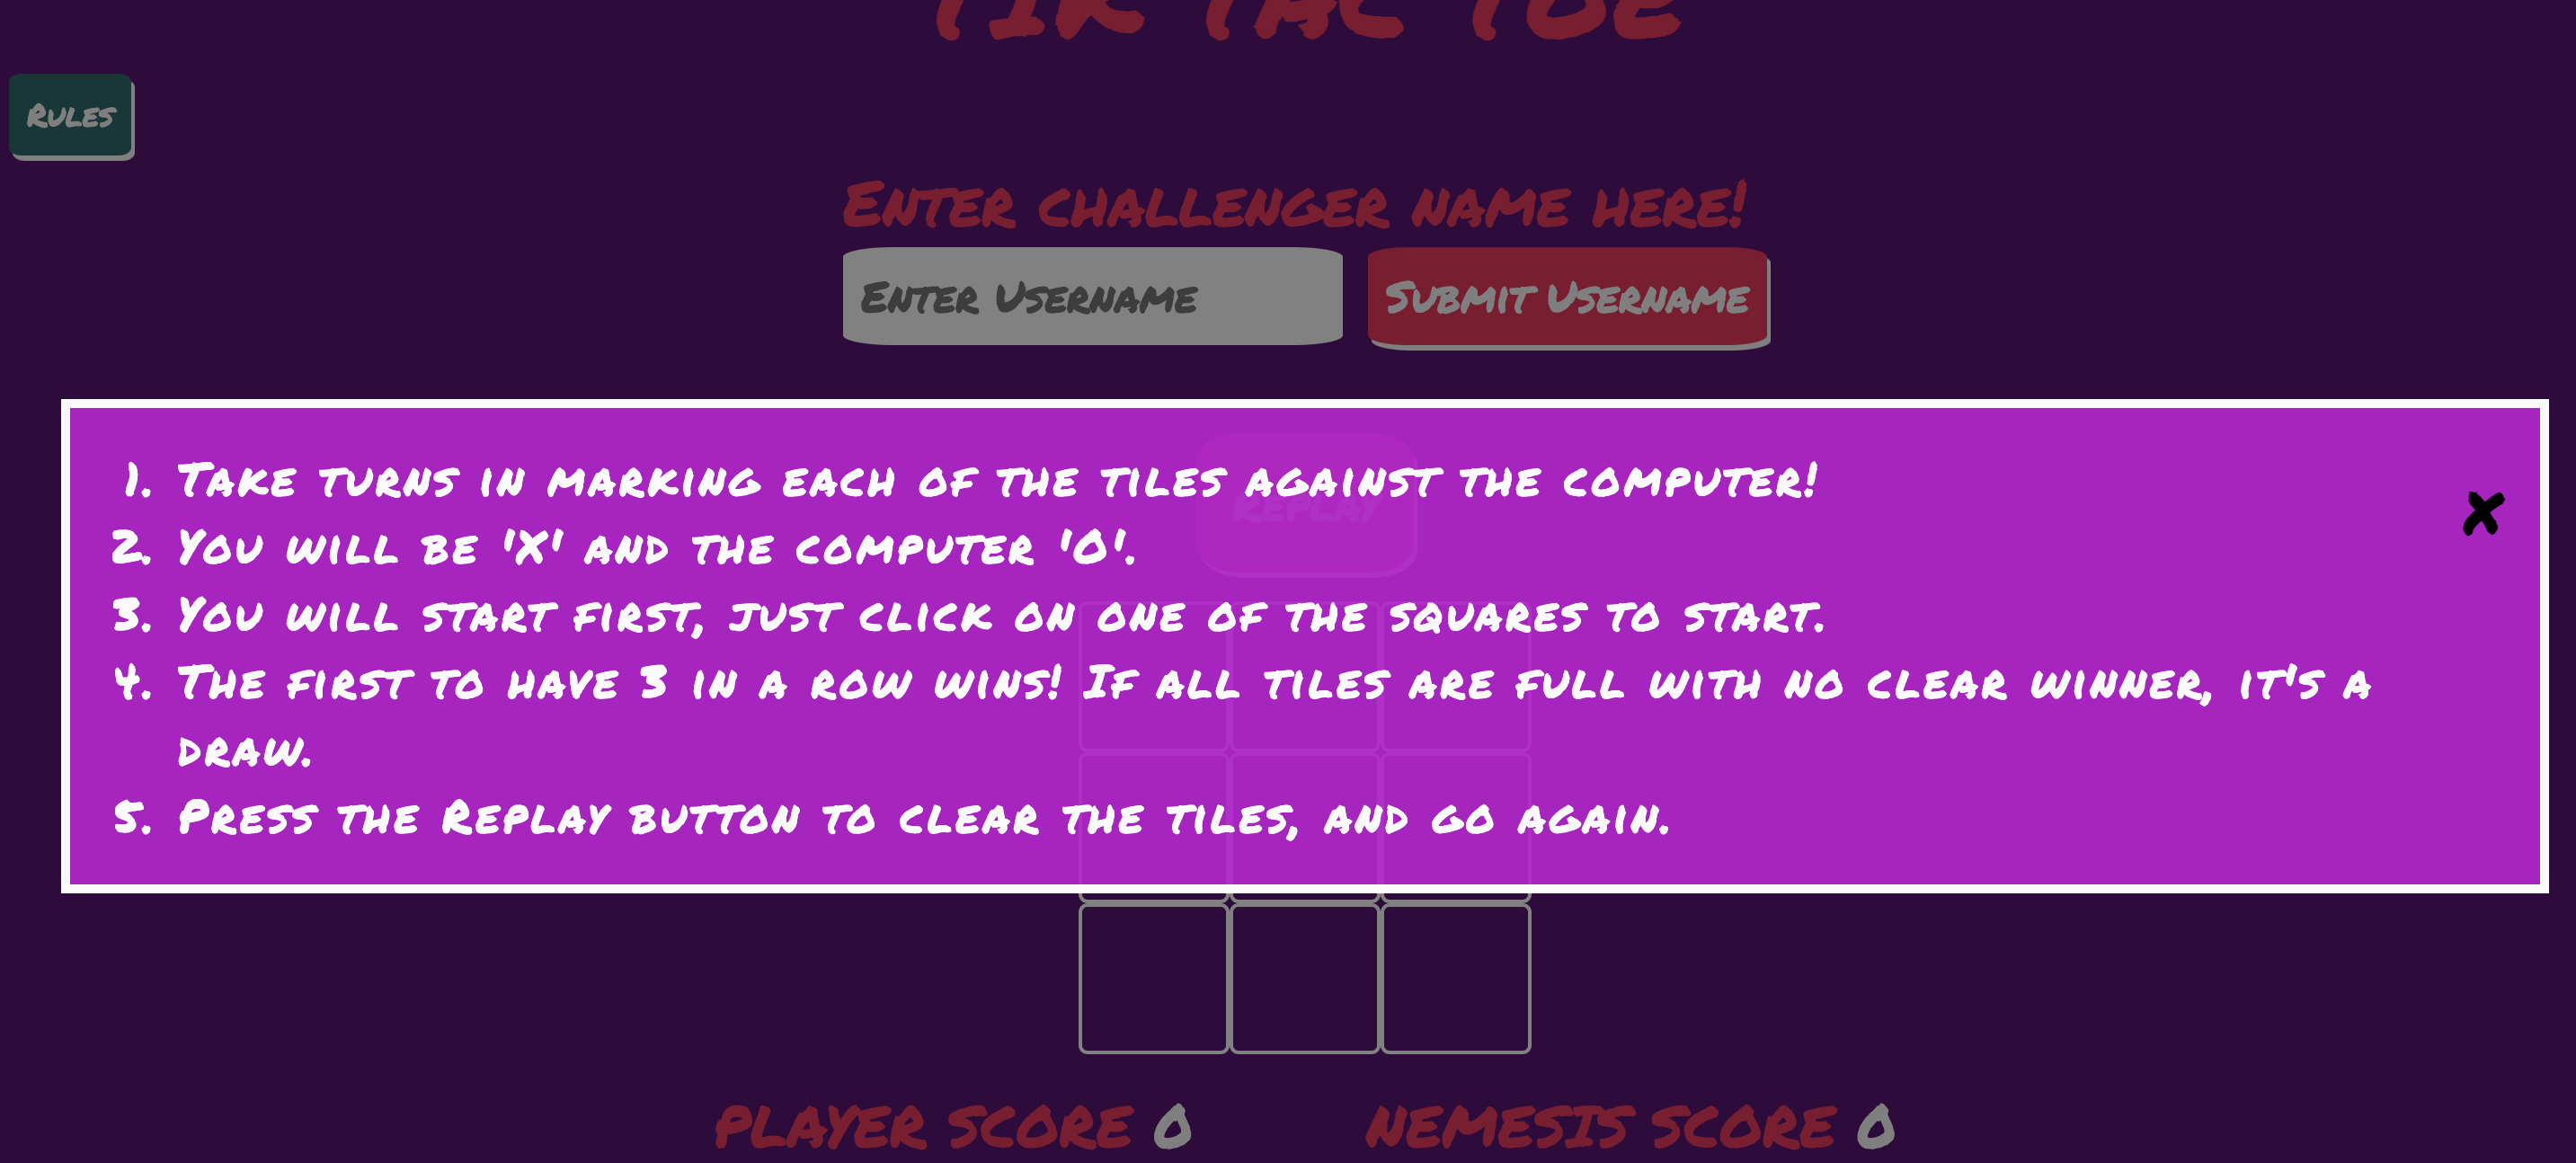 TIK TAC TOE
Rules
Enter challenger name here!
Enter Username
Submit Username
1. Take turns in marking each of the tiles against the computer!
Replay
2. You will be 'X' and the computer 'O'.
3. You will start first, just click on one of the squares to start.
4. The first to have 3 in a row wins! If all tiles are full with no clear winner, it's a
draw.
5. Press the Replay button to clear the tiles, and go again.
PLAYER SCORE 0
NEMESIS SCORE 0